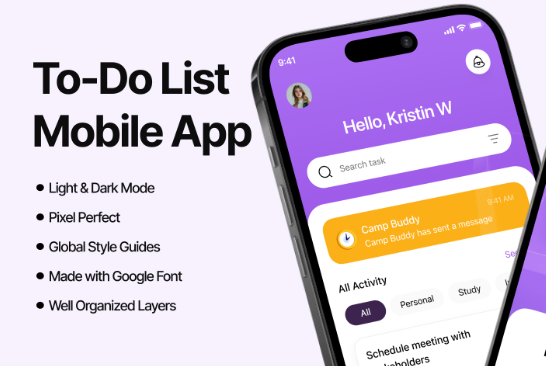 To-Do List
Mobile App
Light & Dark Mode
Pixel Perfect
Global Style Guides
Made with Google Font
Well Organized Layers
9:41
Hello, Kristin W
Search task
Camp Buddy
9:41 AM
Camp Buddy has sent a message
All Activity
All
Personal
Study
Schedule meeting with